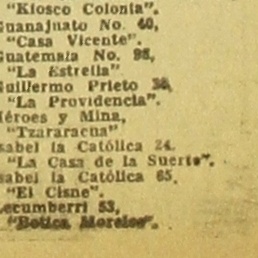 "Kiosco Colonia".
Guanajuato No. 40,
"Casa Vicente".
Guatemala No. 98,
"La Estrella"
Guillermo Prieto
"La Providencia".
Héroes y Mina,
"Tzararacua"
Isabel la Católica 24.
"La Casa de la Suerte".
Isabel la Católica 65,
"El Cisne".
Lecumberri 53,
"Botica Morelos".